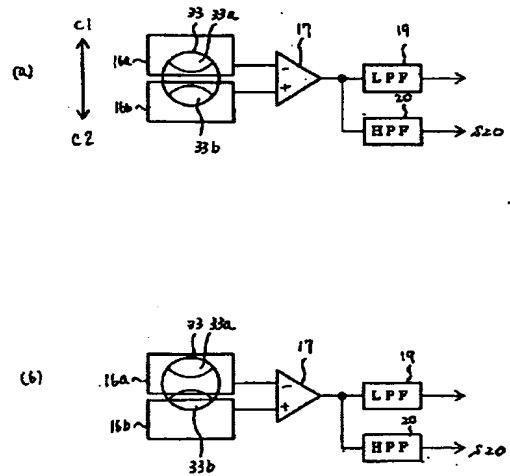 (a)
C1
C2
33
33a
16a
16b
33b
17
-
+
19
LPF
20
HPF
S20
(b)
33
33a
16a
16b
33b
17
-
+
19
LPF
20
HPF
S20